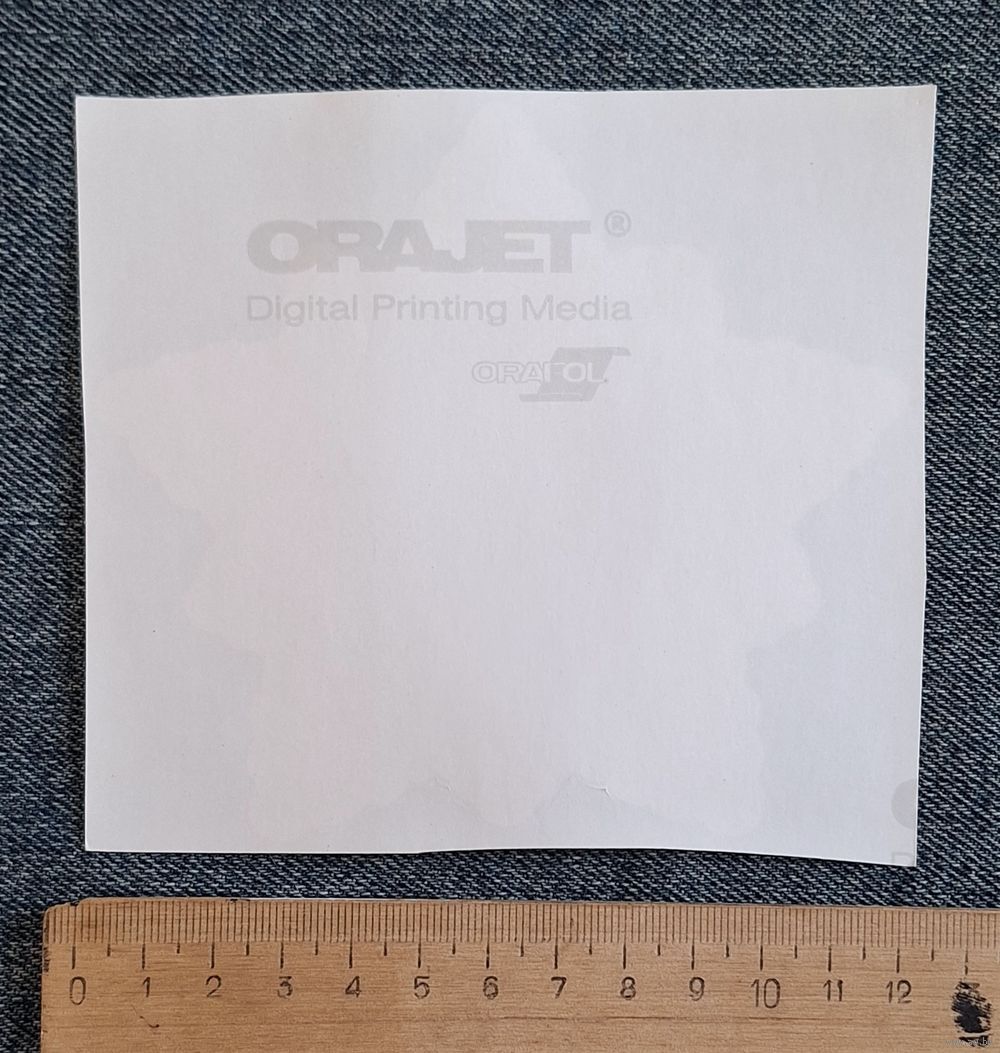 ORAJET ®
Digital Printing Media
ORAFOL
0 1 2 3 4 5 6 7 8 9 10 11 12